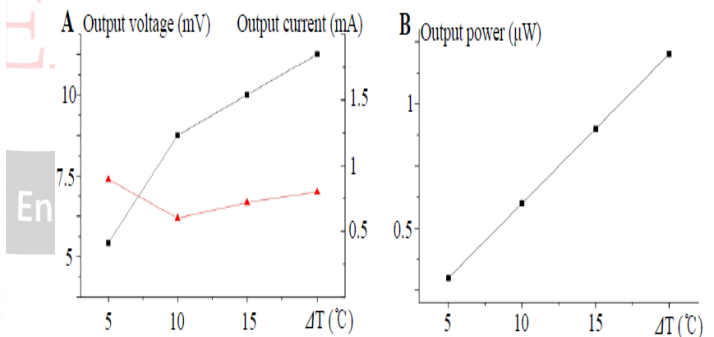 A Output voltage (mV) Output current (mA)
10
7.5
5
1.5
1
0.5
5 10 15 ΔT (℃)
En
B Output power (μW)
1
0.5
5 10 15 ΔT (℃)